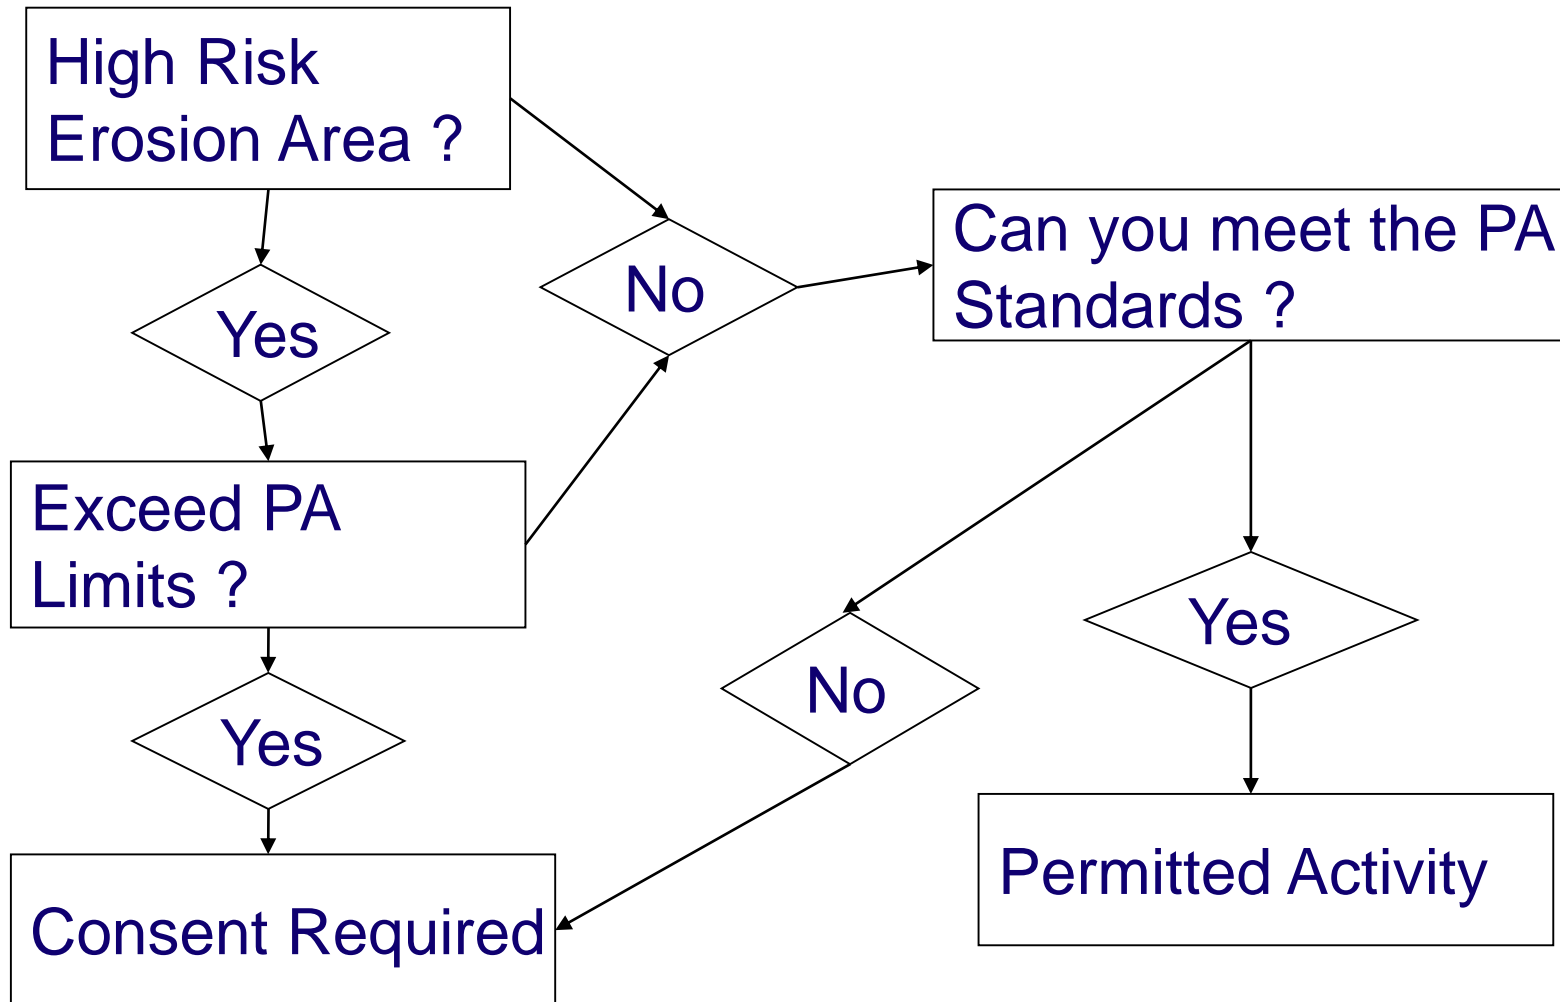 High Risk
Erosion Area ?
No
Can you meet the PA
Standards ?
Yes
Exceed PA
Limits ?
Yes
No
Yes
Consent Required
Permitted Activity